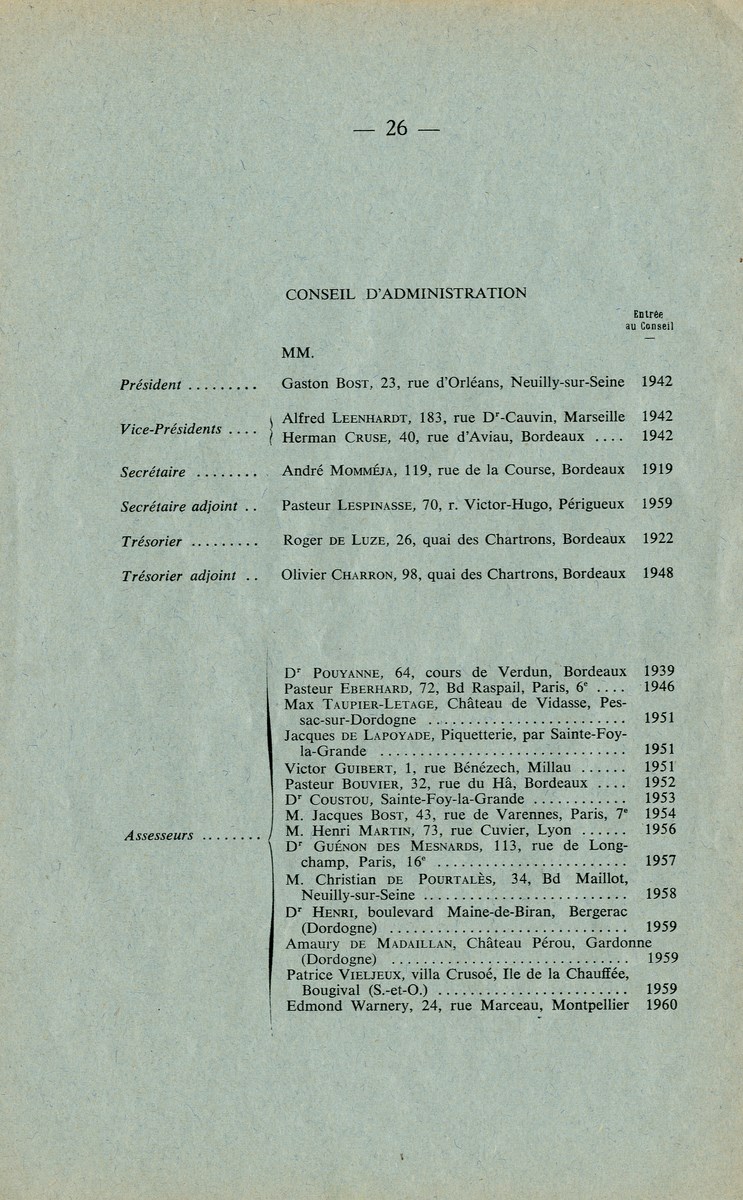 — 26 —
CONSEIL D'ADMINISTRATION
Entrée
au Conseil
MM.
Président ......... Gaston BOST, 23, rue d'Orléans, Neuilly-sur-Seine 1942
Vice-Présidents .... Alfred LEENHARDT, 183, rue Dr-Cauvin, Marseille 1942
Herman CRUSE, 40, rue d'Aviau, Bordeaux .... 1942
Secrétaire ........ André MOMMÉJA, 119, rue de la Course, Bordeaux 1919
Secrétaire adjoint .. Pasteur LESPINASSE, 70, r. Victor-Hugo, Périgueux 1959
Trésorier ......... Roger DE LUZE, 26, quai des Chartrons, Bordeaux 1922
Trésorier adjoint .. Olivier CHARRON, 98, quai des Chartrons, Bordeaux 1948
Assesseurs ........
Dr POUYANNE, 64, cours de Verdun, Bordeaux 1939
Pasteur EBERHARD, 72, Bd Raspail, Paris, 6e .... 1946
Max TAUPIER-LETAGE, Château de Vidasse, Pes-
sac-sur-Dordogne ......................... 1951
Jacques DE LAPOYADE, Piquetterie, par Sainte-Foy-
la-Grande ............................... 1951
Victor GUIBERT, 1, rue Bénézech, Millau ...... 1951
Pasteur BOUVIER, 32, rue du Hâ, Bordeaux .... 1952
Dr COUSTOU, Sainte-Foy-la-Grande ............ 1953
M. Jacques BOST, 43, rue de Varennes, Paris, 7e 1954
M. Henri MARTIN, 73, rue Cuvier, Lyon ...... 1956
Dr GUÉNON DES MESNARDS, 113, rue de Long-
champ, Paris, 16e ........................ 1957
M. Christian DE POURTALÈS, 34, Bd Maillot,
Neuilly-sur-Seine .......................... 1958
Dr HENRI, boulevard Maine-de-Biran, Bergerac
(Dordogne) .............................. 1959
Amaury DE MADAILLAN, Château Pérou, Gardonne
(Dordogne) .............................. 1959
Patrice VIELJEUX, villa Crusoé, Ile de la Chauffée,
Bougival (S.-et-O.) ........................ 1959
Edmond Warnery, 24, rue Marceau, Montpellier 1960